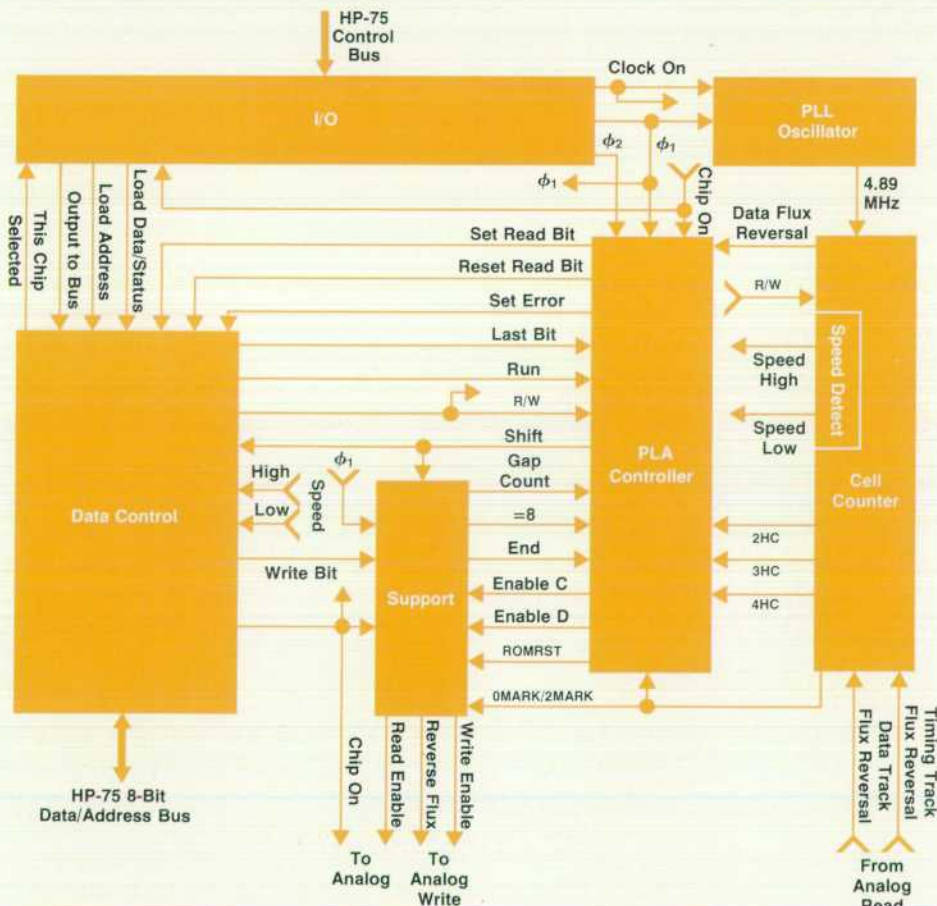 HP-75
Control
Bus
I/O
Clock On
PLL
Oscillator
ϕ2
ϕ1
ϕ1
Chip On
4.89
MHz
This Chip
Selected
Output to Bus
Load Address
Load Data/Status
Set Read Bit
Reset Read Bit
Set Error
Last Bit
Run
R/W
Shift
Data Flux
Reversal
R/W
Speed Detect
Speed
High
Speed
Low
Data Control
High
Low
Speed
ϕ1
Gap
Count
=8
End
PLA
Controller
Cell
Counter
2HC
3HC
4HC
Write Bit
Support
Enable C
Enable D
ROMRST
0MARK/2MARK
HP-75 8-Bit
Data/Address Bus
Chip On
Read Enable
Reverse Flux
Write Enable
To
Analog
To
Analog
Write
Timing Track
Flux Reversal
Data Track
Flux Reversal
From
Analog
Read